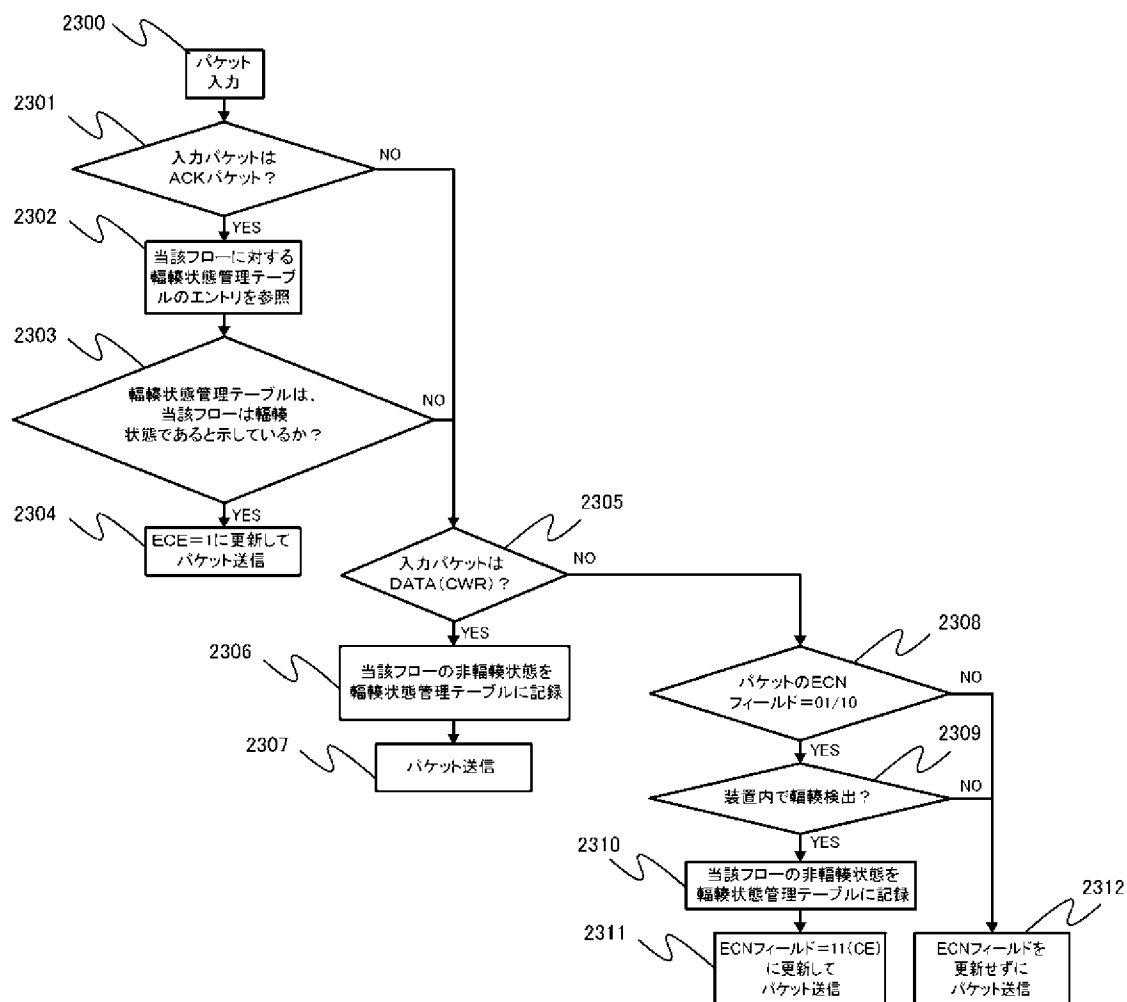 2300
パケット
入力
2301
入力パケットは
ACKパケット？
NO
YES
2302
当該フローに対する
輻輳状態管理テーブ
ルのエントリを参照
2303
輻輳状態管理テーブルは、
当該フローは輻輳
状態であると示しているか？
NO
YES
2304
ECE＝1に更新して
パケット送信
2305
入力パケットは
DATA(CWR)？
NO
YES
2306
当該フローの非輻輳状態を
輻輳状態管理テーブルに記録
2307
パケット送信
2308
パケットのECN
フィールド＝01/10
NO
YES
2309
装置内で輻輳検出？
NO
YES
2310
当該フローの非輻輳状態を
輻輳状態管理テーブルに記録
2311
ECNフィールド＝11(CE)
に更新して
パケット送信
2312
ECNフィールドを
更新せずに
パケット送信